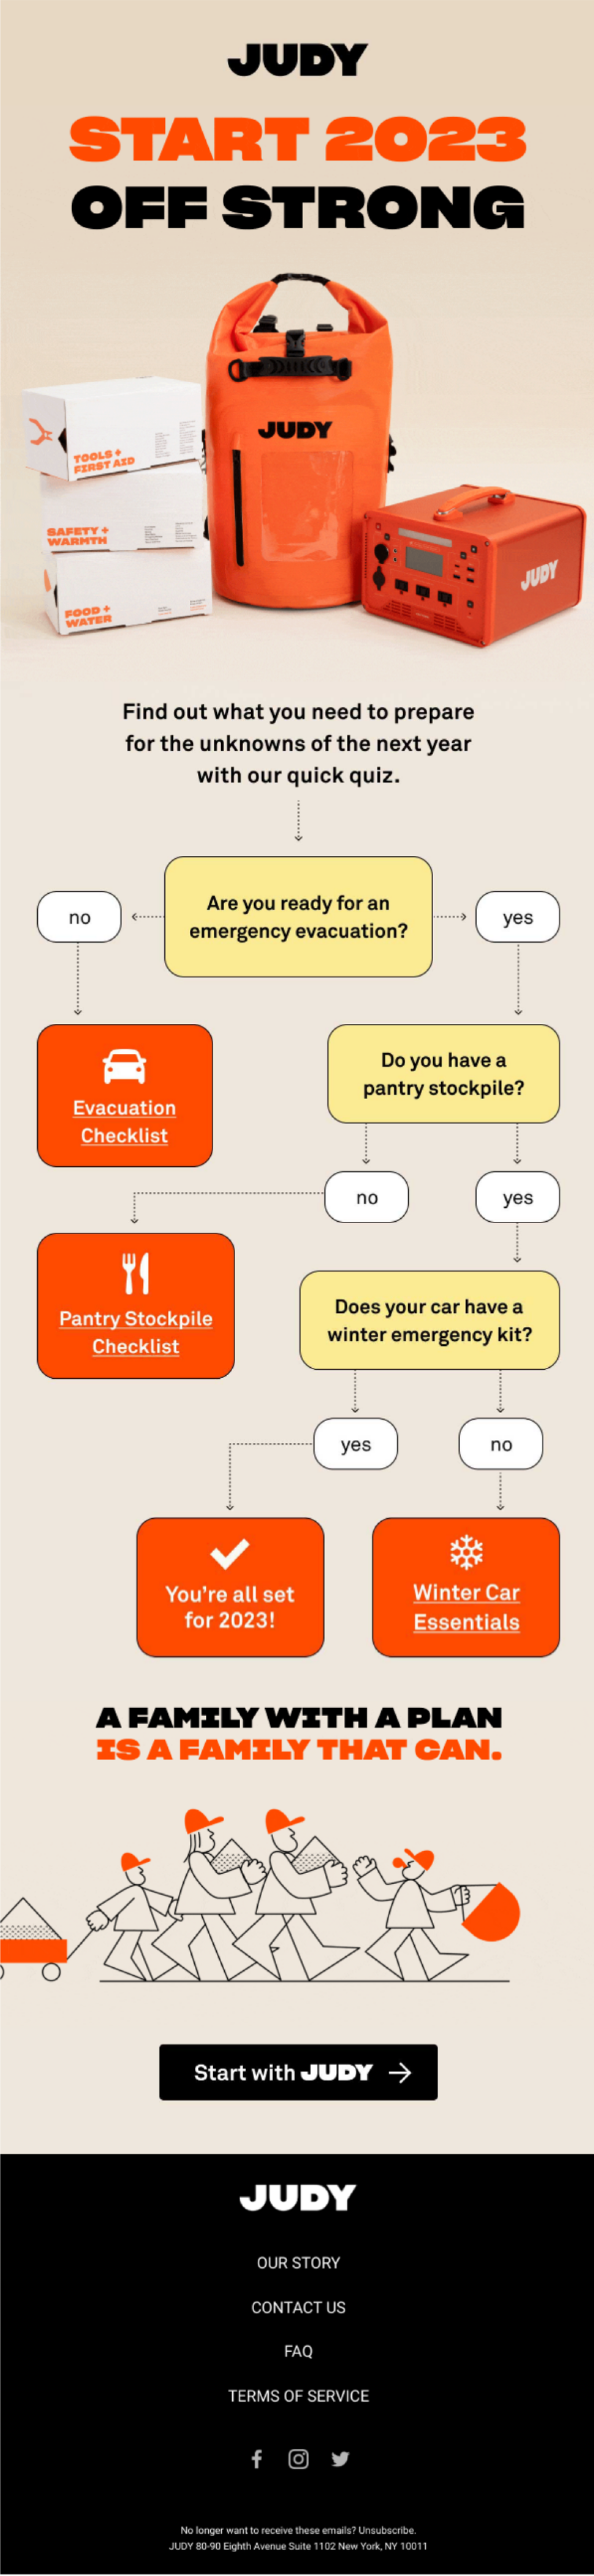 JUDY
START 2023
OFF STRONG
JUDY
TOOLS +
FIRST AID
SAFETY +
WARMTH
FOOD +
WATER
JUDY
Find out what you need to prepare
for the unknowns of the next year
with our quick quiz.
Are you ready for an
emergency evacuation?
no
yes
Evacuation
Checklist
Do you have a
pantry stockpile?
no
yes
Pantry Stockpile
Checklist
Does your car have a
winter emergency kit?
yes
no
You're all set
for 2023!
Winter Car
Essentials
A FAMILY WITH A PLAN
IS A FAMILY THAT CAN.
Start with JUDY →
JUDY
OUR STORY
CONTACT US
FAQ
TERMS OF SERVICE
No longer want to receive these emails? Unsubscribe.
JUDY 80-90 Eighth Avenue Suite 1102 New York, NY 10011